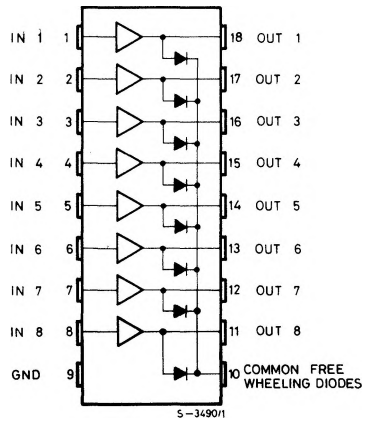 IN 1 1 18 OUT 1
IN 2 2 17 OUT 2
IN 3 3 16 OUT 3
IN 4 4 15 OUT 4
IN 5 5 14 OUT 5
IN 6 6 13 OUT 6
IN 7 7 12 OUT 7
IN 8 8 11 OUT 8
GND 9 10 COMMON FREE
WHEELING DIODES
S-3490/1